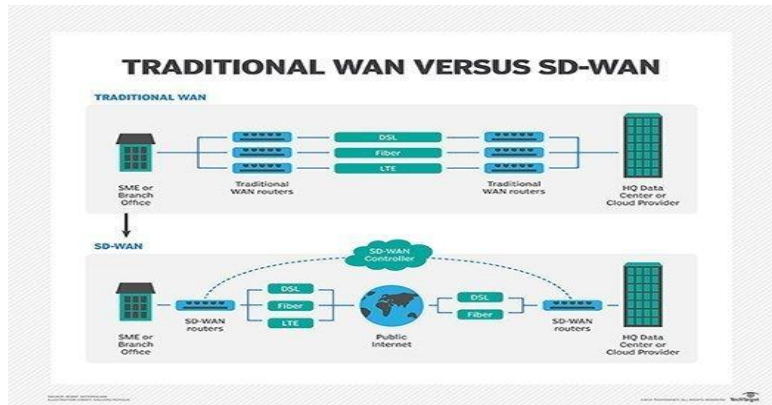 TRADITIONAL WAN VERSUS SD-WAN
TRADITIONAL WAN
DSL
Fiber
LTE
SME or
Branch
Office
Traditional
WAN routers
Traditional
WAN routers
HQ Data
Center or
Cloud Provider
SD-WAN
SD-WAN
Controller
DSL
Fiber
LTE
DSL
Fiber
SME or
Branch
Office
SD-WAN
routers
Public
Internet
SD-WAN
routers
HQ Data
Center or
Cloud Provider
TechTarget